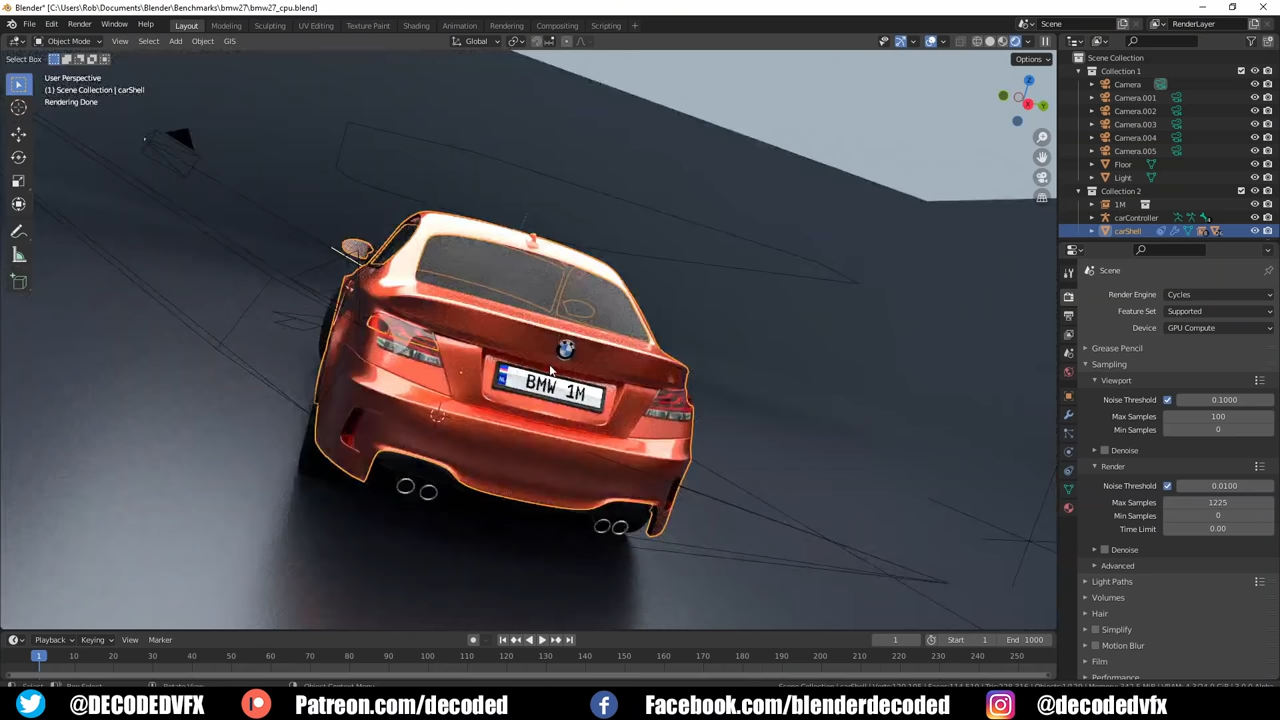 Blender* [C:\Users\Rob\Documents\Blender\Benchmarks\bmw27\bmw27_cpu.blend]
File Edit Render Window Help Layout Modeling Sculpting UV Editing Texture Paint Shading Animation Rendering Compositing Scripting + Scene RenderLayer
Object Mode View Select Add Object GIS Global
Select Box Options
User Perspective
(1) Scene Collection | carShell
Rendering Done
Z
X
Y
BMW 1M
Scene Collection
Collection 1
Camera
Camera.001
Camera.002
Camera.003
Camera.004
Camera.005
Floor
Light
Collection 2
1M
carController
carShell
Scene
Render Engine Cycles
Feature Set Supported
Device GPU Compute
Grease Pencil
Sampling
Viewport
Noise Threshold 0.1000
Max Samples 100
Min Samples 0
Denoise
Render
Noise Threshold 0.0100
Max Samples 1225
Min Samples 0
Time Limit 0.00
Denoise
Advanced
Light Paths
Volumes
Hair
Simplify
Motion Blur
Film
Performance
Playback Keying View Marker 1 Start 1 End 1000
1 10 20 30 40 50 60 70 80 90 100 110 120 130 140 150 160 170 180 190 200 210 220 230 240 250
@DECODEDVFX Patreon.com/decoded Facebook.com/blenderdecoded @decodedvfx